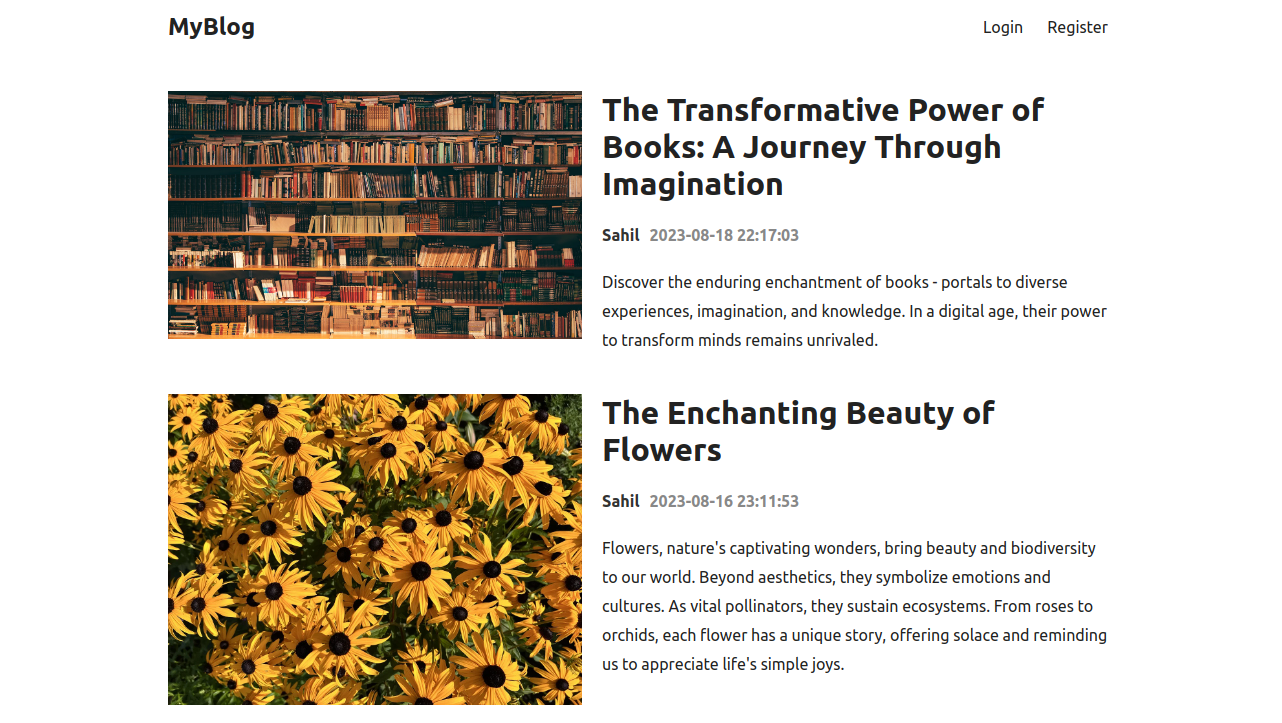 MyBlog
Login Register
The Transformative Power of
Books: A Journey Through
Imagination
Sahil 2023-08-18 22:17:03
Discover the enduring enchantment of books - portals to diverse
experiences, imagination, and knowledge. In a digital age, their power
to transform minds remains unrivaled.
The Enchanting Beauty of
Flowers
Sahil 2023-08-16 23:11:53
Flowers, nature's captivating wonders, bring beauty and biodiversity
to our world. Beyond aesthetics, they symbolize emotions and
cultures. As vital pollinators, they sustain ecosystems. From roses to
orchids, each flower has a unique story, offering solace and reminding
us to appreciate life's simple joys.